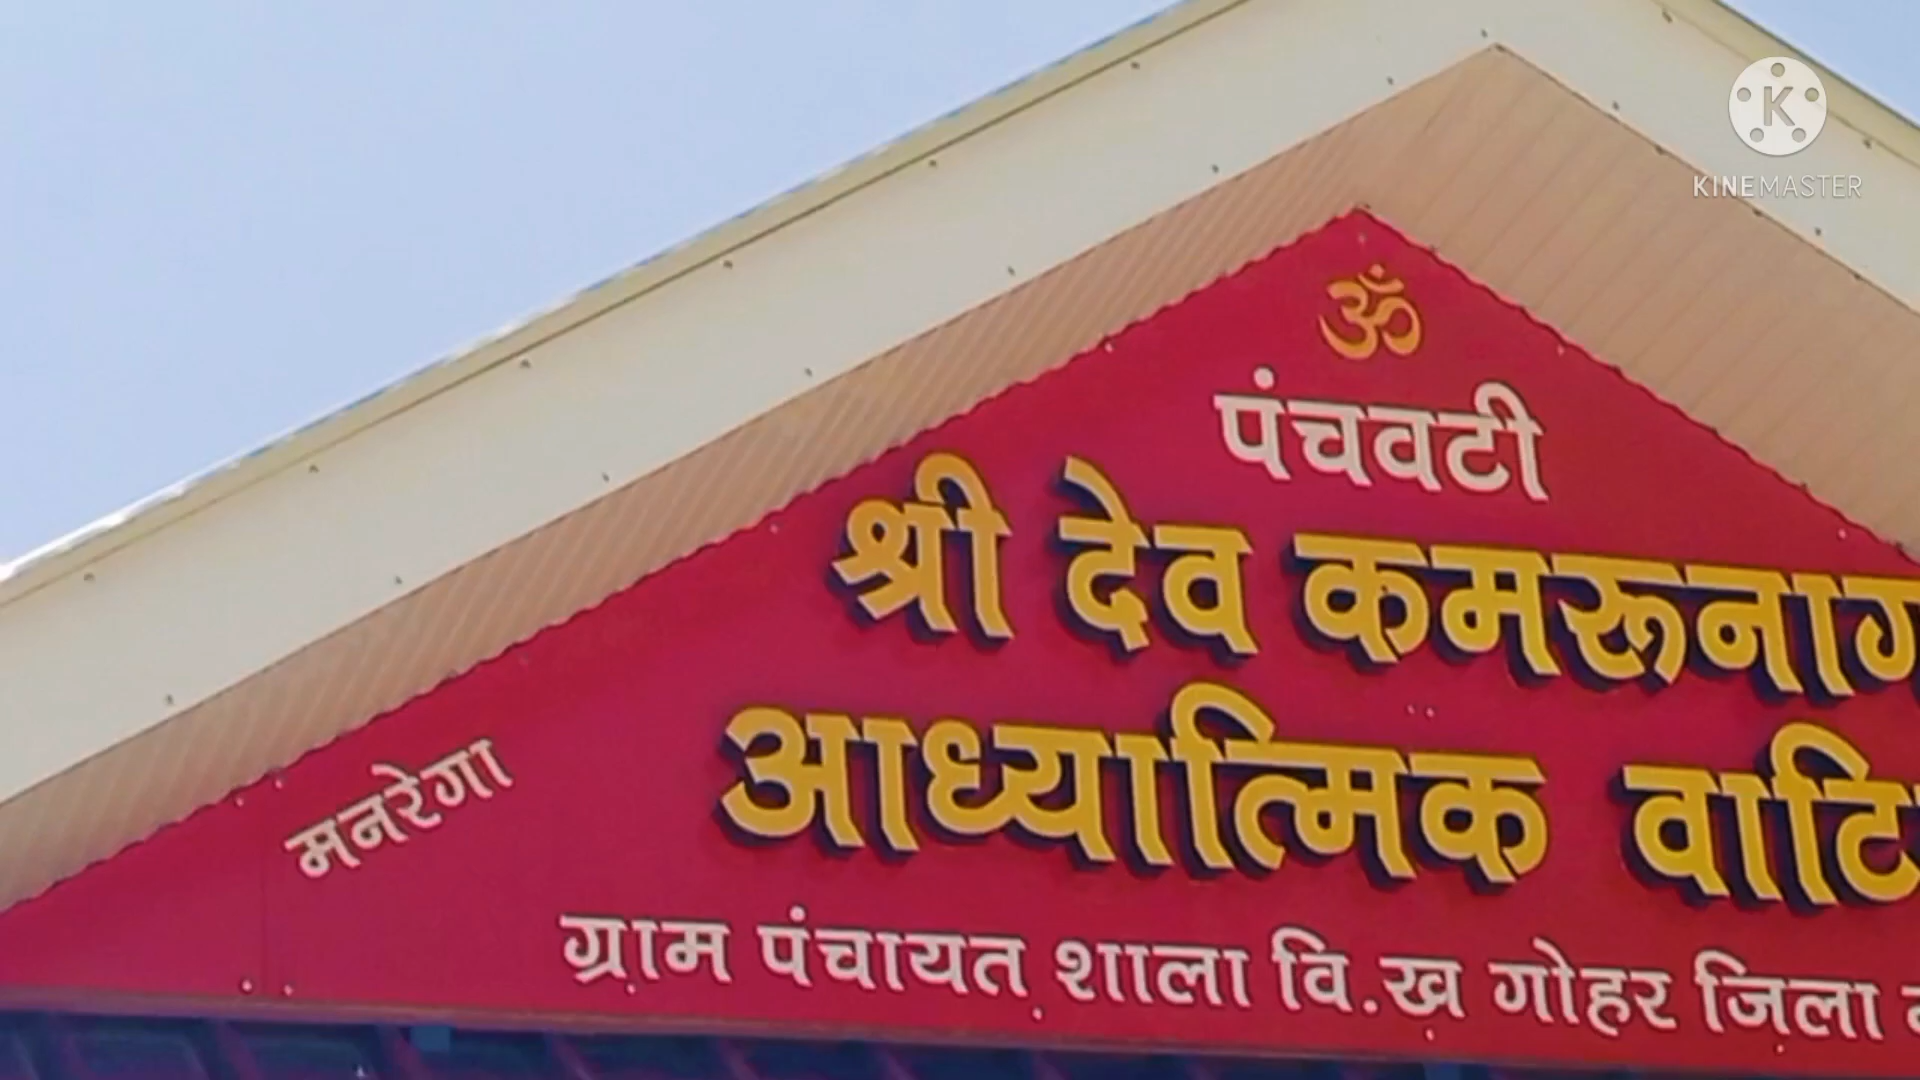 ॐ
पंचवटी
श्री देव कमरूनाग
आध्यात्मिक
मनरेगा
ग्राम पंचायत शाला वि.ख गोहर जिला
K
KINEMASTER